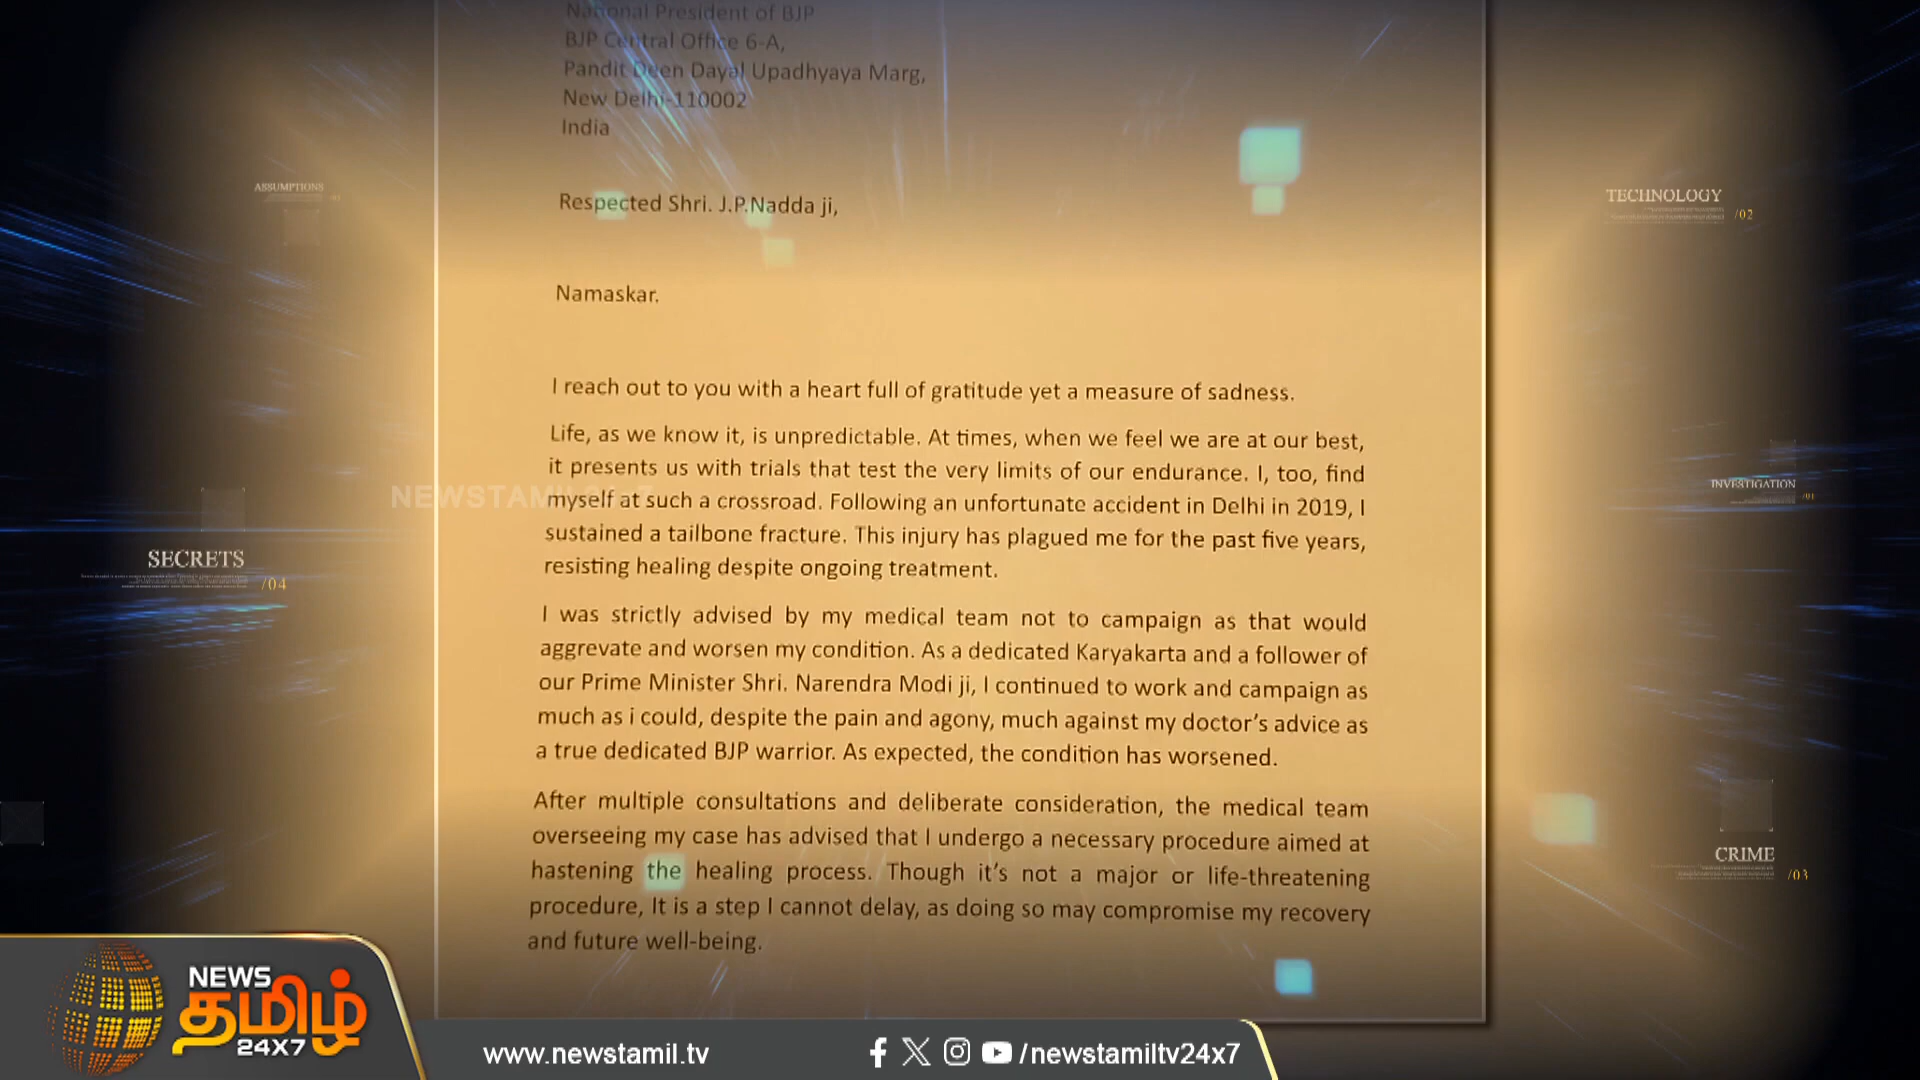 National President of BJP
BJP Central Office 6-A,
Pandit Deen Dayal Upadhyaya Marg,
New Delhi-110002
India
Respected Shri. J.P.Nadda ji,
Namaskar.
I reach out to you with a heart full of gratitude yet a measure of sadness.
Life, as we know it, is unpredictable. At times, when we feel we are at our best,
it presents us with trials that test the very limits of our endurance. I, too, find
myself at such a crossroad. Following an unfortunate accident in Delhi in 2019, I
sustained a tailbone fracture. This injury has plagued me for the past five years,
resisting healing despite ongoing treatment.
I was strictly advised by my medical team not to campaign as that would
aggrevate and worsen my condition. As a dedicated Karyakarta and a follower of
our Prime Minister Shri. Narendra Modi ji, I continued to work and campaign as
much as i could, despite the pain and agony, much against my doctor's advice as
a true dedicated BJP warrior. As expected, the condition has worsened.
After multiple consultations and deliberate consideration, the medical team
overseeing my case has advised that I undergo a necessary procedure aimed at
hastening the healing process. Though it's not a major or life-threatening
procedure, It is a step I cannot delay, as doing so may compromise my recovery
and future well-being.
ASSUMPTIONS
TECHNOLOGY
/02
INVESTIGATION
/01
SECRETS
/04
CRIME
/03
NEWSTAMIL24X7
NEWS
தமிழ்
24X7
www.newstamil.tv
/newstamiltv24x7